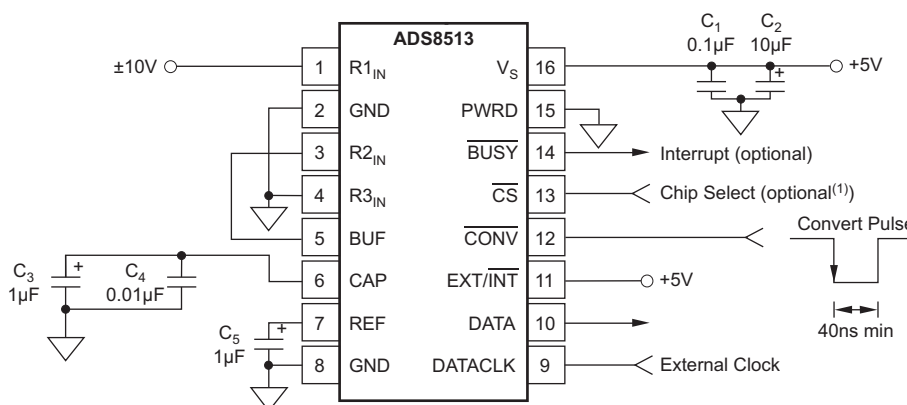 ADS8513
C1 C2
0.1µF 10µF
±10V 1 R1IN VS 16 +5V
2 GND PWRD 15
3 R2IN BUSY 14 Interrupt (optional)
4 R3IN CS 13 Chip Select (optional(1))
5 BUF CONV 12 Convert Pulse
C3 1µF + C4 0.01µF 6 CAP EXT/INT 11 +5V
40ns min
C5 1µF + 7 REF DATA 10
8 GND DATACLK 9 External Clock